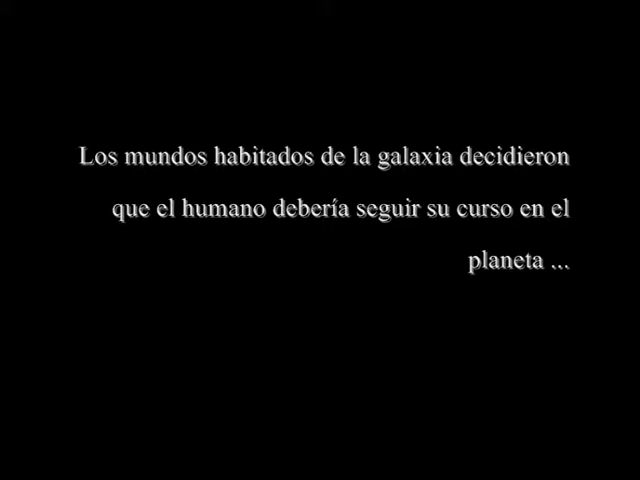 Los mundos habitados de la galaxia decidieron
que el humano debería seguir su curso en el
planeta ...